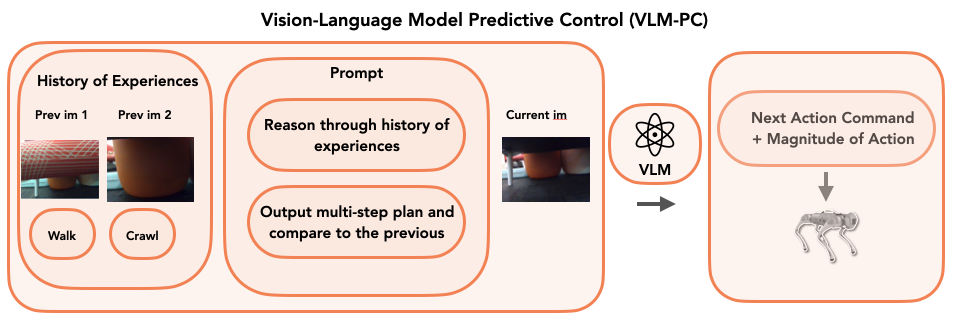 Vision-Language Model Predictive Control (VLM-PC)
History of Experiences
Prev im 1
Prev im 2
Walk
Crawl
Prompt
Reason through history of
experiences
Output multi-step plan and
compare to the previous
Current im
VLM
Next Action Command
+ Magnitude of Action